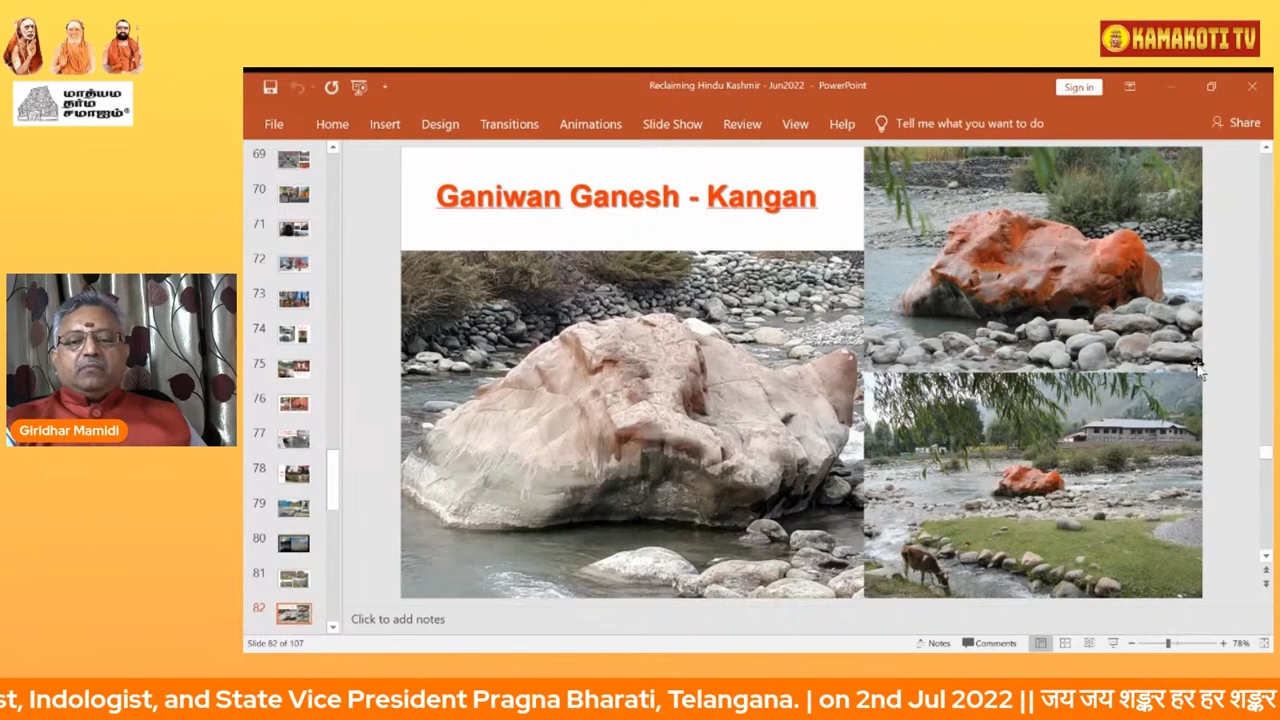 KAMAKOTI TV
மாத்யம
தர்ம
சமாஜம்®
Reclaiming Hindu Kashmir - Jun2022 - PowerPoint
Sign in
File Home Insert Design Transitions Animations Slide Show Review View Help Tell me what you want to do Share
69
70
71
72
73
74
75
76
77
78
79
80
81
82
Ganiwan Ganesh - Kangan
Giridhar Mamidi
Click to add notes
Slide 82 of 107
Notes Comments 78%
st, Indologist, and State Vice President Pragna Bharati, Telangana. | on 2nd Jul 2022 || जय जय शङ्कर हर हर शङ्कर